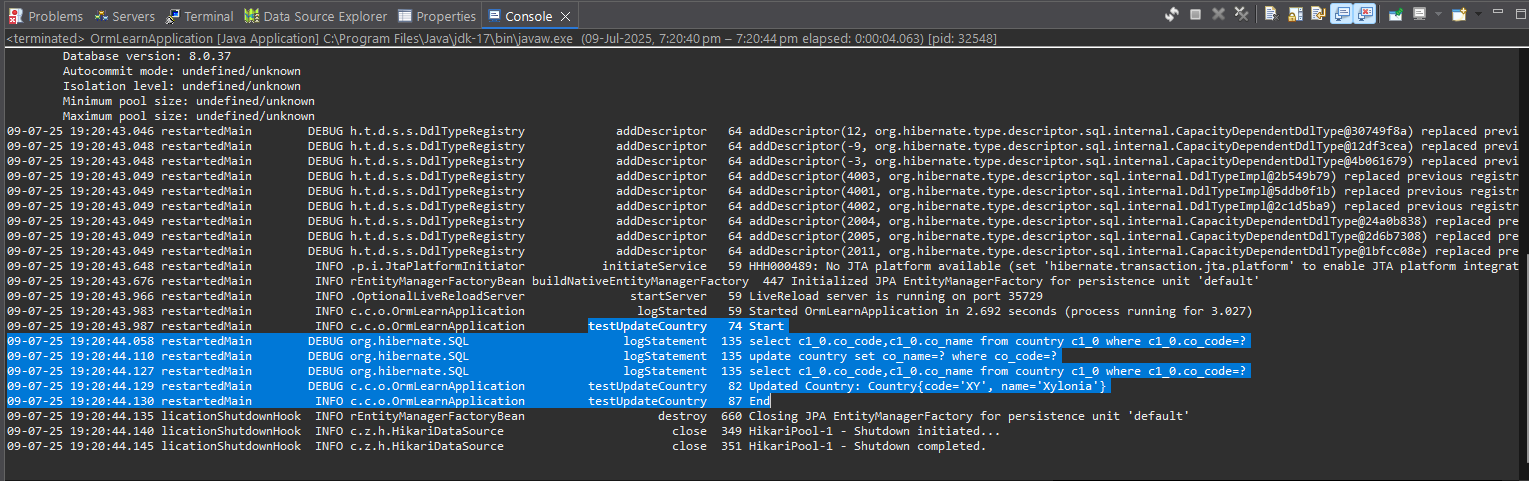 Problems Servers Terminal Data Source Explorer Properties Console
<terminated> OrmLearnApplication [Java Application] C:\Program Files\Java\jdk-17\bin\javaw.exe (09-Jul-2025, 7:20:40 pm – 7:20:44 pm elapsed: 0:00:04.063) [pid: 32548]
Database version: 8.0.37
Autocommit mode: undefined/unknown
Isolation level: undefined/unknown
Minimum pool size: undefined/unknown
Maximum pool size: undefined/unknown
09-07-25 19:20:43.046 restartedMain DEBUG h.t.d.s.s.DdlTypeRegistry addDescriptor 64 addDescriptor(12, org.hibernate.type.descriptor.sql.internal.CapacityDependentDdlType@30749f8a) replaced previ
09-07-25 19:20:43.048 restartedMain DEBUG h.t.d.s.s.DdlTypeRegistry addDescriptor 64 addDescriptor(-9, org.hibernate.type.descriptor.sql.internal.CapacityDependentDdlType@12df3cea) replaced previ
09-07-25 19:20:43.048 restartedMain DEBUG h.t.d.s.s.DdlTypeRegistry addDescriptor 64 addDescriptor(-3, org.hibernate.type.descriptor.sql.internal.CapacityDependentDdlType@4b061679) replaced previ
09-07-25 19:20:43.049 restartedMain DEBUG h.t.d.s.s.DdlTypeRegistry addDescriptor 64 addDescriptor(4003, org.hibernate.type.descriptor.sql.internal.DdlTypeImpl@2b549b79) replaced previous registr
09-07-25 19:20:43.049 restartedMain DEBUG h.t.d.s.s.DdlTypeRegistry addDescriptor 64 addDescriptor(4001, org.hibernate.type.descriptor.sql.internal.DdlTypeImpl@5ddb0f1b) replaced previous registr
09-07-25 19:20:43.049 restartedMain DEBUG h.t.d.s.s.DdlTypeRegistry addDescriptor 64 addDescriptor(4002, org.hibernate.type.descriptor.sql.internal.DdlTypeImpl@2c1d5ba9) replaced previous registr
09-07-25 19:20:43.049 restartedMain DEBUG h.t.d.s.s.DdlTypeRegistry addDescriptor 64 addDescriptor(2004, org.hibernate.type.descriptor.sql.internal.CapacityDependentDdlType@24a0b838) replaced pre
09-07-25 19:20:43.049 restartedMain DEBUG h.t.d.s.s.DdlTypeRegistry addDescriptor 64 addDescriptor(2005, org.hibernate.type.descriptor.sql.internal.CapacityDependentDdlType@2d6b7308) replaced pre
09-07-25 19:20:43.049 restartedMain DEBUG h.t.d.s.s.DdlTypeRegistry addDescriptor 64 addDescriptor(2011, org.hibernate.type.descriptor.sql.internal.CapacityDependentDdlType@1bfcc08e) replaced pre
09-07-25 19:20:43.648 restartedMain INFO .p.i.JtaPlatformInitiator initiateService 59 HHH000489: No JTA platform available (set 'hibernate.transaction.jta.platform' to enable JTA platform integrat
09-07-25 19:20:43.676 restartedMain INFO rEntityManagerFactoryBean buildNativeEntityManagerFactory 447 Initialized JPA EntityManagerFactory for persistence unit 'default'
09-07-25 19:20:43.966 restartedMain INFO .OptionalLiveReloadServer startServer 59 LiveReload server is running on port 35729
09-07-25 19:20:43.983 restartedMain INFO c.c.o.OrmLearnApplication logStarted 59 Started OrmLearnApplication in 2.692 seconds (process running for 3.027)
09-07-25 19:20:43.987 restartedMain INFO c.c.o.OrmLearnApplication testUpdateCountry 74 Start
09-07-25 19:20:44.058 restartedMain DEBUG org.hibernate.SQL logStatement 135 select c1_0.co_code,c1_0.co_name from country c1_0 where c1_0.co_code=?
09-07-25 19:20:44.110 restartedMain DEBUG org.hibernate.SQL logStatement 135 update country set co_name=? where co_code=?
09-07-25 19:20:44.127 restartedMain DEBUG org.hibernate.SQL logStatement 135 select c1_0.co_code,c1_0.co_name from country c1_0 where c1_0.co_code=?
09-07-25 19:20:44.129 restartedMain INFO c.c.o.OrmLearnApplication testUpdateCountry 82 Updated Country: Country{code='XY', name='Xylonia'}
09-07-25 19:20:44.130 restartedMain INFO c.c.o.OrmLearnApplication testUpdateCountry 87 End
09-07-25 19:20:44.135 licationShutdownHook INFO rEntityManagerFactoryBean destroy 660 Closing JPA EntityManagerFactory for persistence unit 'default'
09-07-25 19:20:44.140 licationShutdownHook INFO c.z.h.HikariDataSource close 349 HikariPool-1 - Shutdown initiated...
09-07-25 19:20:44.145 licationShutdownHook INFO c.z.h.HikariDataSource close 351 HikariPool-1 - Shutdown completed.